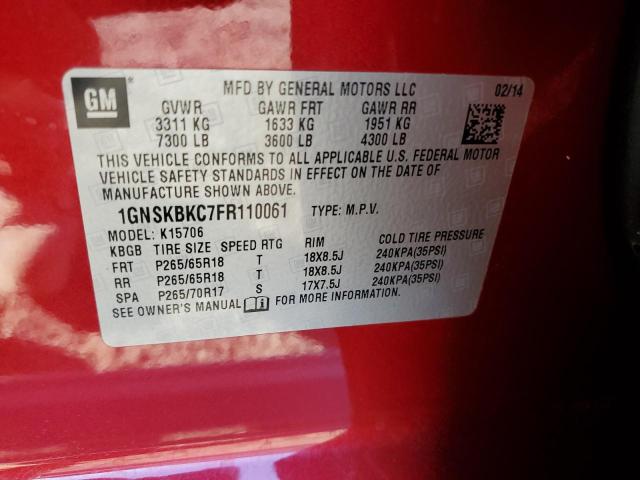 GM
MFD BY GENERAL MOTORS LLC 02/14
GVWR GAWR FRT GAWR RR
3311 KG 1633 KG 1951 KG
7300 LB 3600 LB 4300 LB
THIS VEHICLE CONFORMS TO ALL APPLICABLE U.S. FEDERAL MOTOR
VEHICLE SAFETY STANDARDS IN EFFECT ON THE DATE OF
MANUFACTURE SHOWN ABOVE.
1GNSKBKC7FR110061 TYPE: M.P.V.
MODEL: K15706
KBGB TIRE SIZE SPEED RTG RIM COLD TIRE PRESSURE
FRT P265/65R18 T 18X8.5J 240KPA(35PSI)
RR P265/65R18 T 18X8.5J 240KPA(35PSI)
SPA P265/70R17 S 17X7.5J 240KPA(35PSI)
SEE OWNER'S MANUAL FOR MORE INFORMATION.